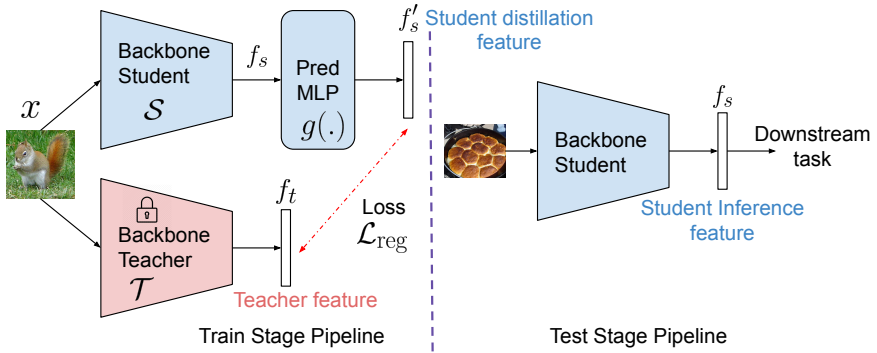 x
Backbone
Student
S
f_s
Pred
MLP
g(.)
f'_s
Student distillation
feature
Backbone
Teacher
T
f_t
Teacher feature
Loss
L_reg
Train Stage Pipeline
Backbone
Student
f_s
Downstream
task
Student Inference
feature
Test Stage Pipeline